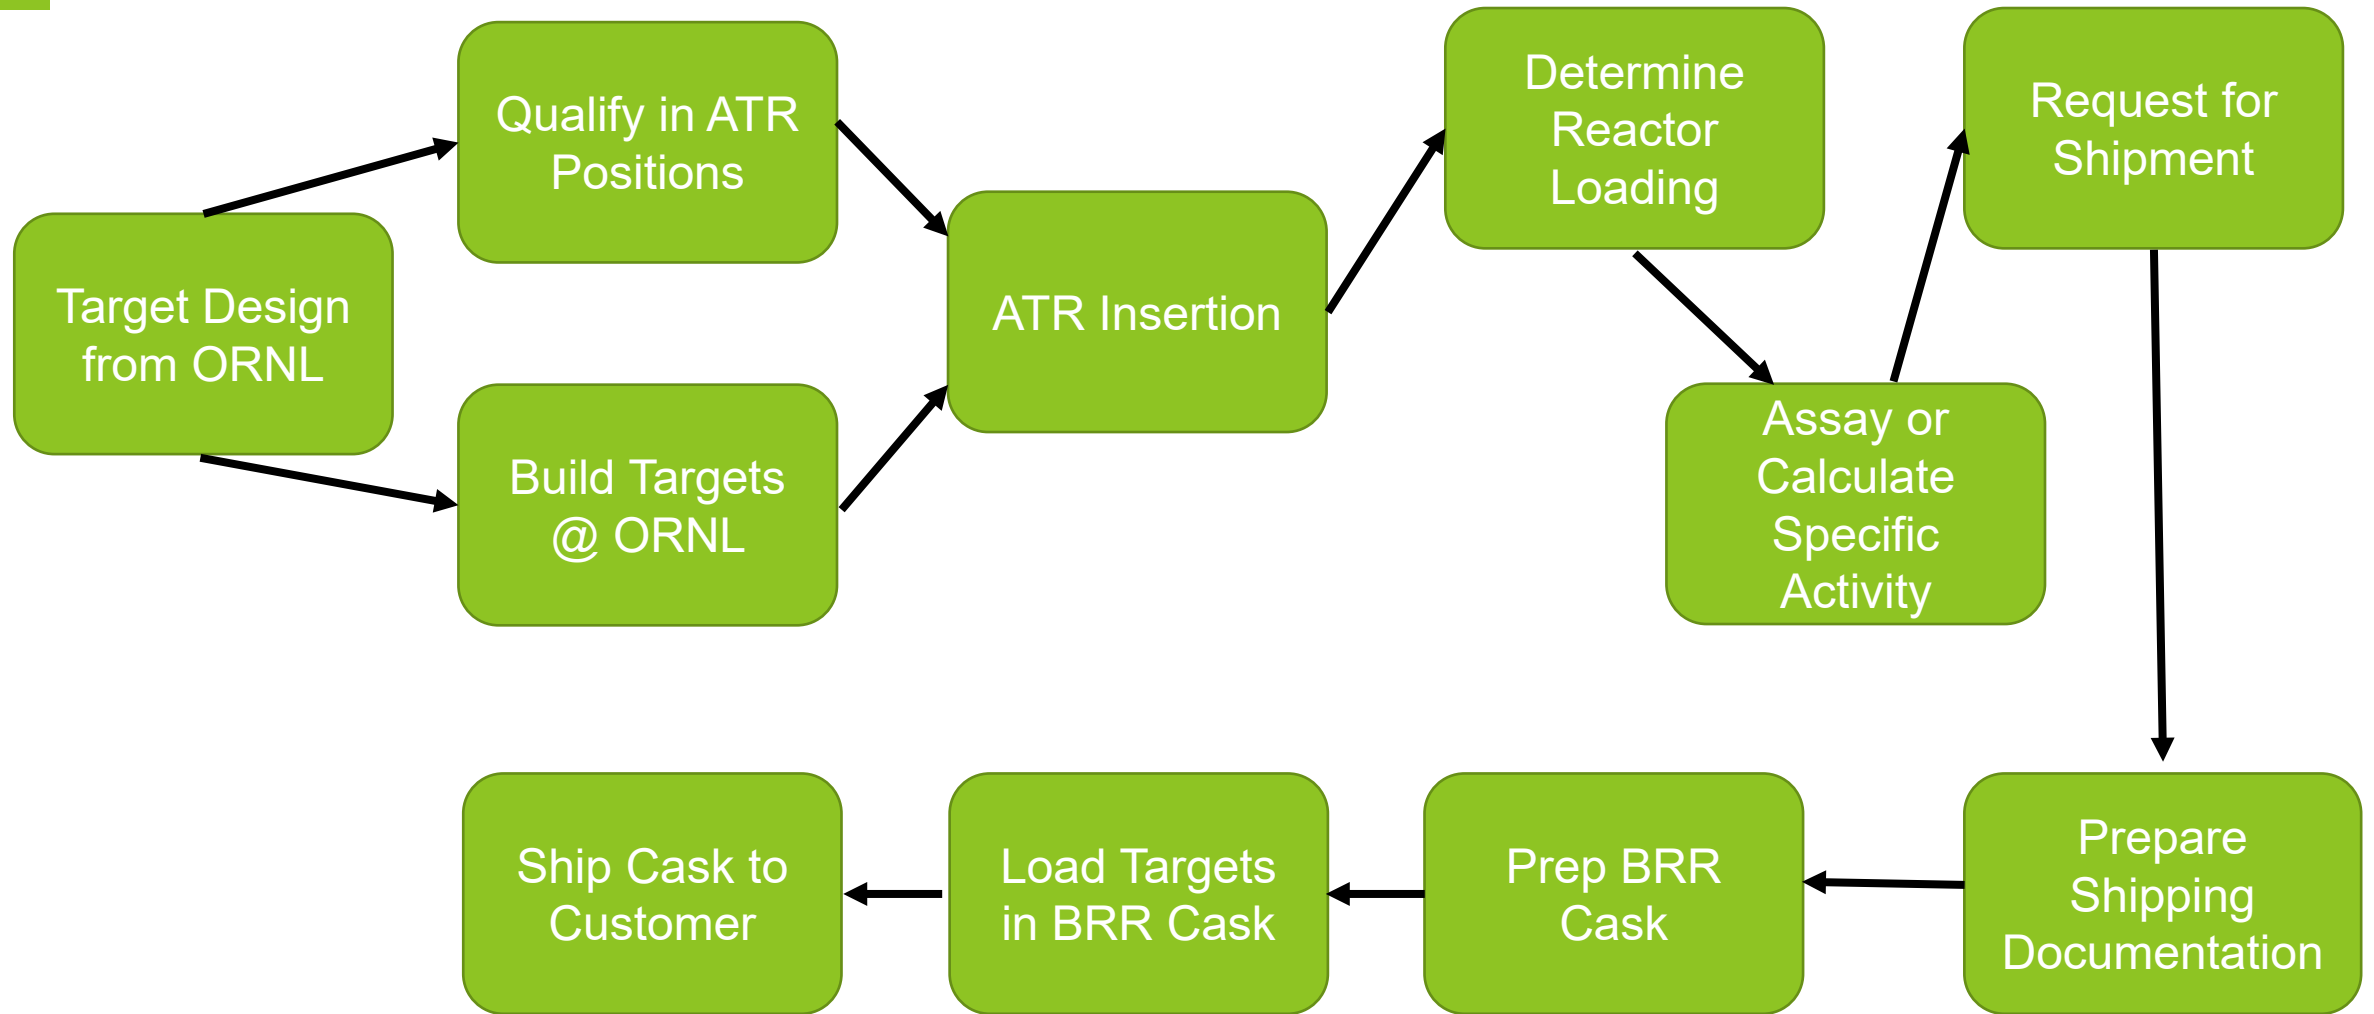 Target Design
from ORNL
Qualify in ATR
Positions
Build Targets
@ ORNL
ATR Insertion
Determine
Reactor
Loading
Assay or
Calculate
Specific
Activity
Request for
Shipment
Prepare
Shipping
Documentation
Prep BRR
Cask
Load Targets
in BRR Cask
Ship Cask to
Customer